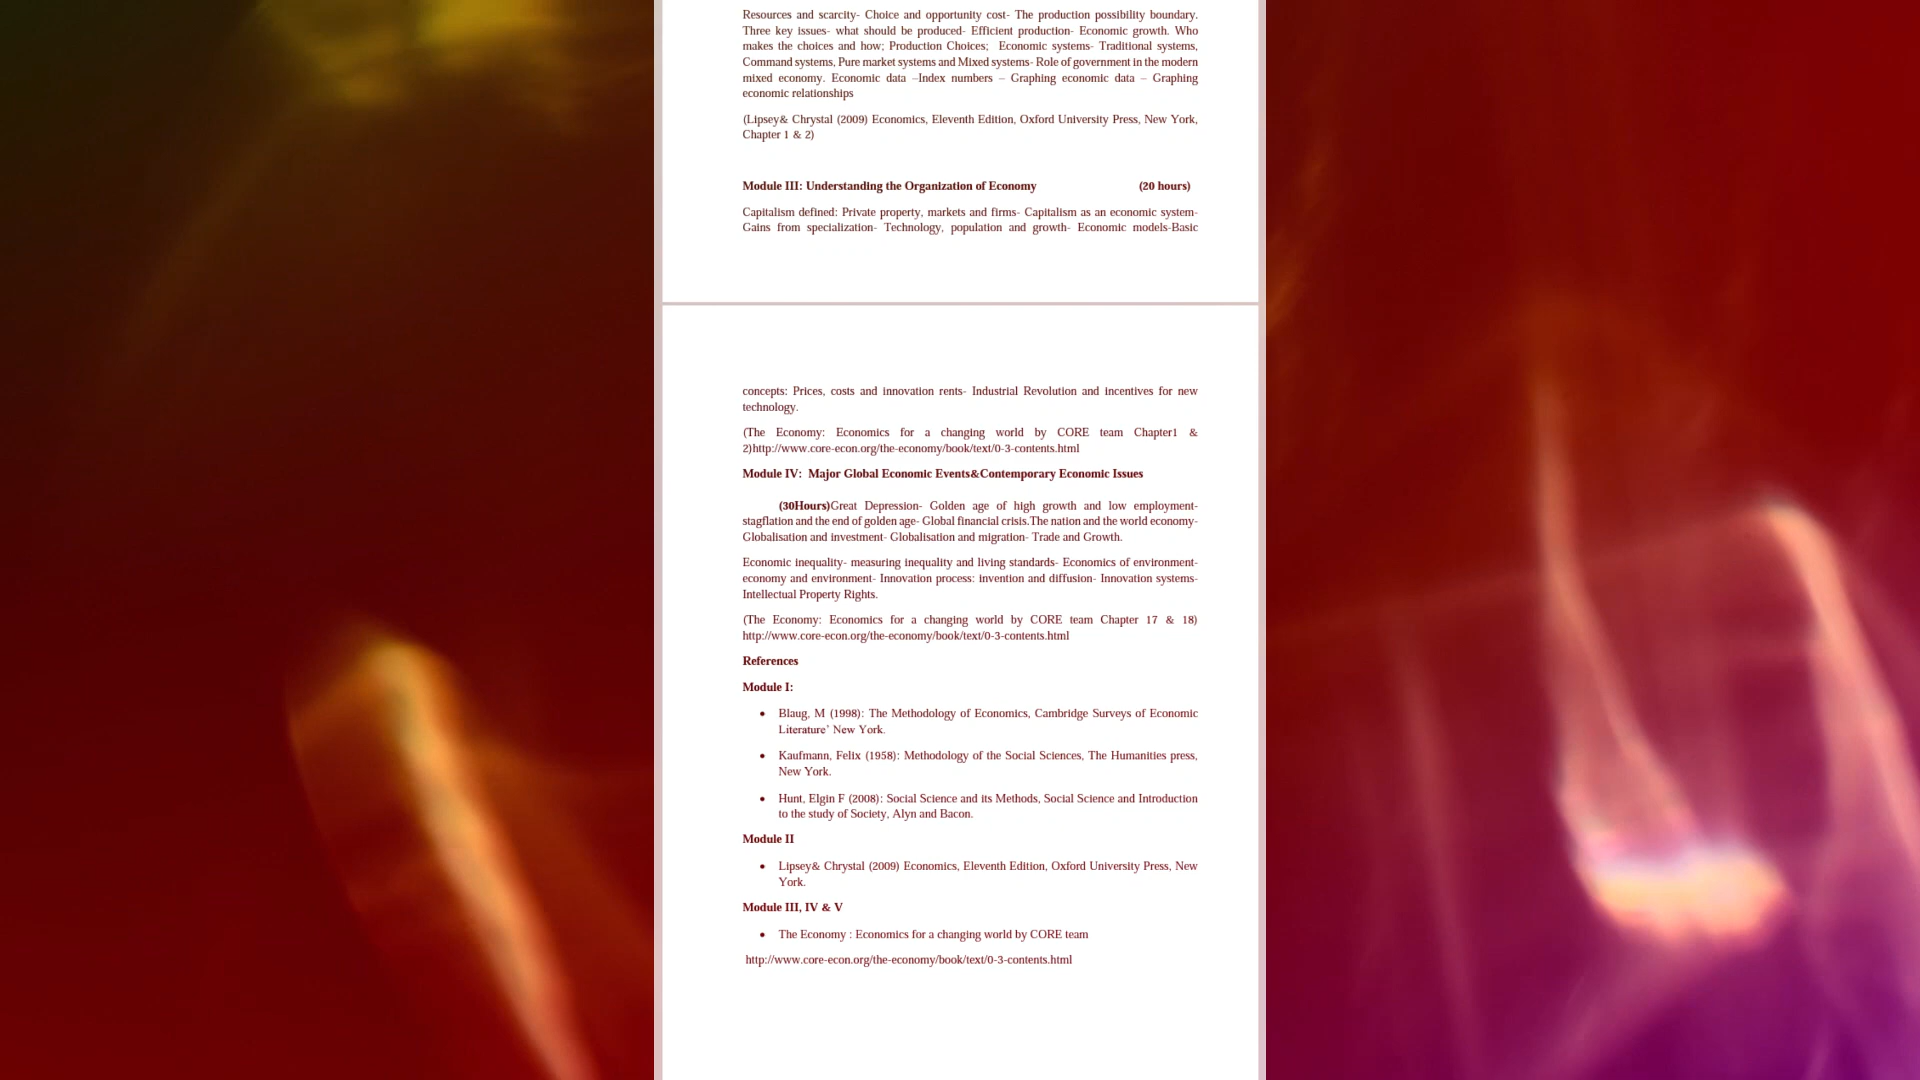 Resources and scarcity- Choice and opportunity cost- The production possibility boundary.
Three key issues- what should be produced- Efficient production- Economic growth. Who
makes the choices and how; Production Choices;  Economic systems- Traditional systems,
Command systems, Pure market systems and Mixed systems- Role of government in the modern
mixed economy. Economic data –Index numbers – Graphing economic data – Graphing
economic relationships
(Lipsey& Chrystal (2009) Economics, Eleventh Edition, Oxford University Press, New York,
Chapter 1 & 2)
Module III: Understanding the Organization of Economy (20 hours)
Capitalism defined: Private property, markets and firms- Capitalism as an economic system-
Gains from specialization- Technology, population and growth- Economic models-Basic
concepts: Prices, costs and innovation rents- Industrial Revolution and incentives for new
technology.
(The Economy: Economics for a changing world by CORE team Chapter1 &
2)http://www.core-econ.org/the-economy/book/text/0-3-contents.html
Module IV:  Major Global Economic Events&Contemporary Economic Issues
(30Hours)Great Depression- Golden age of high growth and low employment-
stagflation and the end of golden age- Global financial crisis.The nation and the world economy-
Globalisation and investment- Globalisation and migration- Trade and Growth.
Economic inequality- measuring inequality and living standards- Economics of environment-
economy and environment- Innovation process: invention and diffusion- Innovation systems-
Intellectual Property Rights.
(The Economy: Economics for a changing world by CORE team Chapter 17 & 18)
http://www.core-econ.org/the-economy/book/text/0-3-contents.html
References
Module I:
• Blaug, M (1998): The Methodology of Economics, Cambridge Surveys of Economic
Literature’ New York.
• Kaufmann, Felix (1958): Methodology of the Social Sciences, The Humanities press,
New York.
• Hunt, Elgin F (2008): Social Science and its Methods, Social Science and Introduction
to the study of Society, Alyn and Bacon.
Module II
• Lipsey& Chrystal (2009) Economics, Eleventh Edition, Oxford University Press, New
York.
Module III, IV & V
• The Economy : Economics for a changing world by CORE team
http://www.core-econ.org/the-economy/book/text/0-3-contents.html